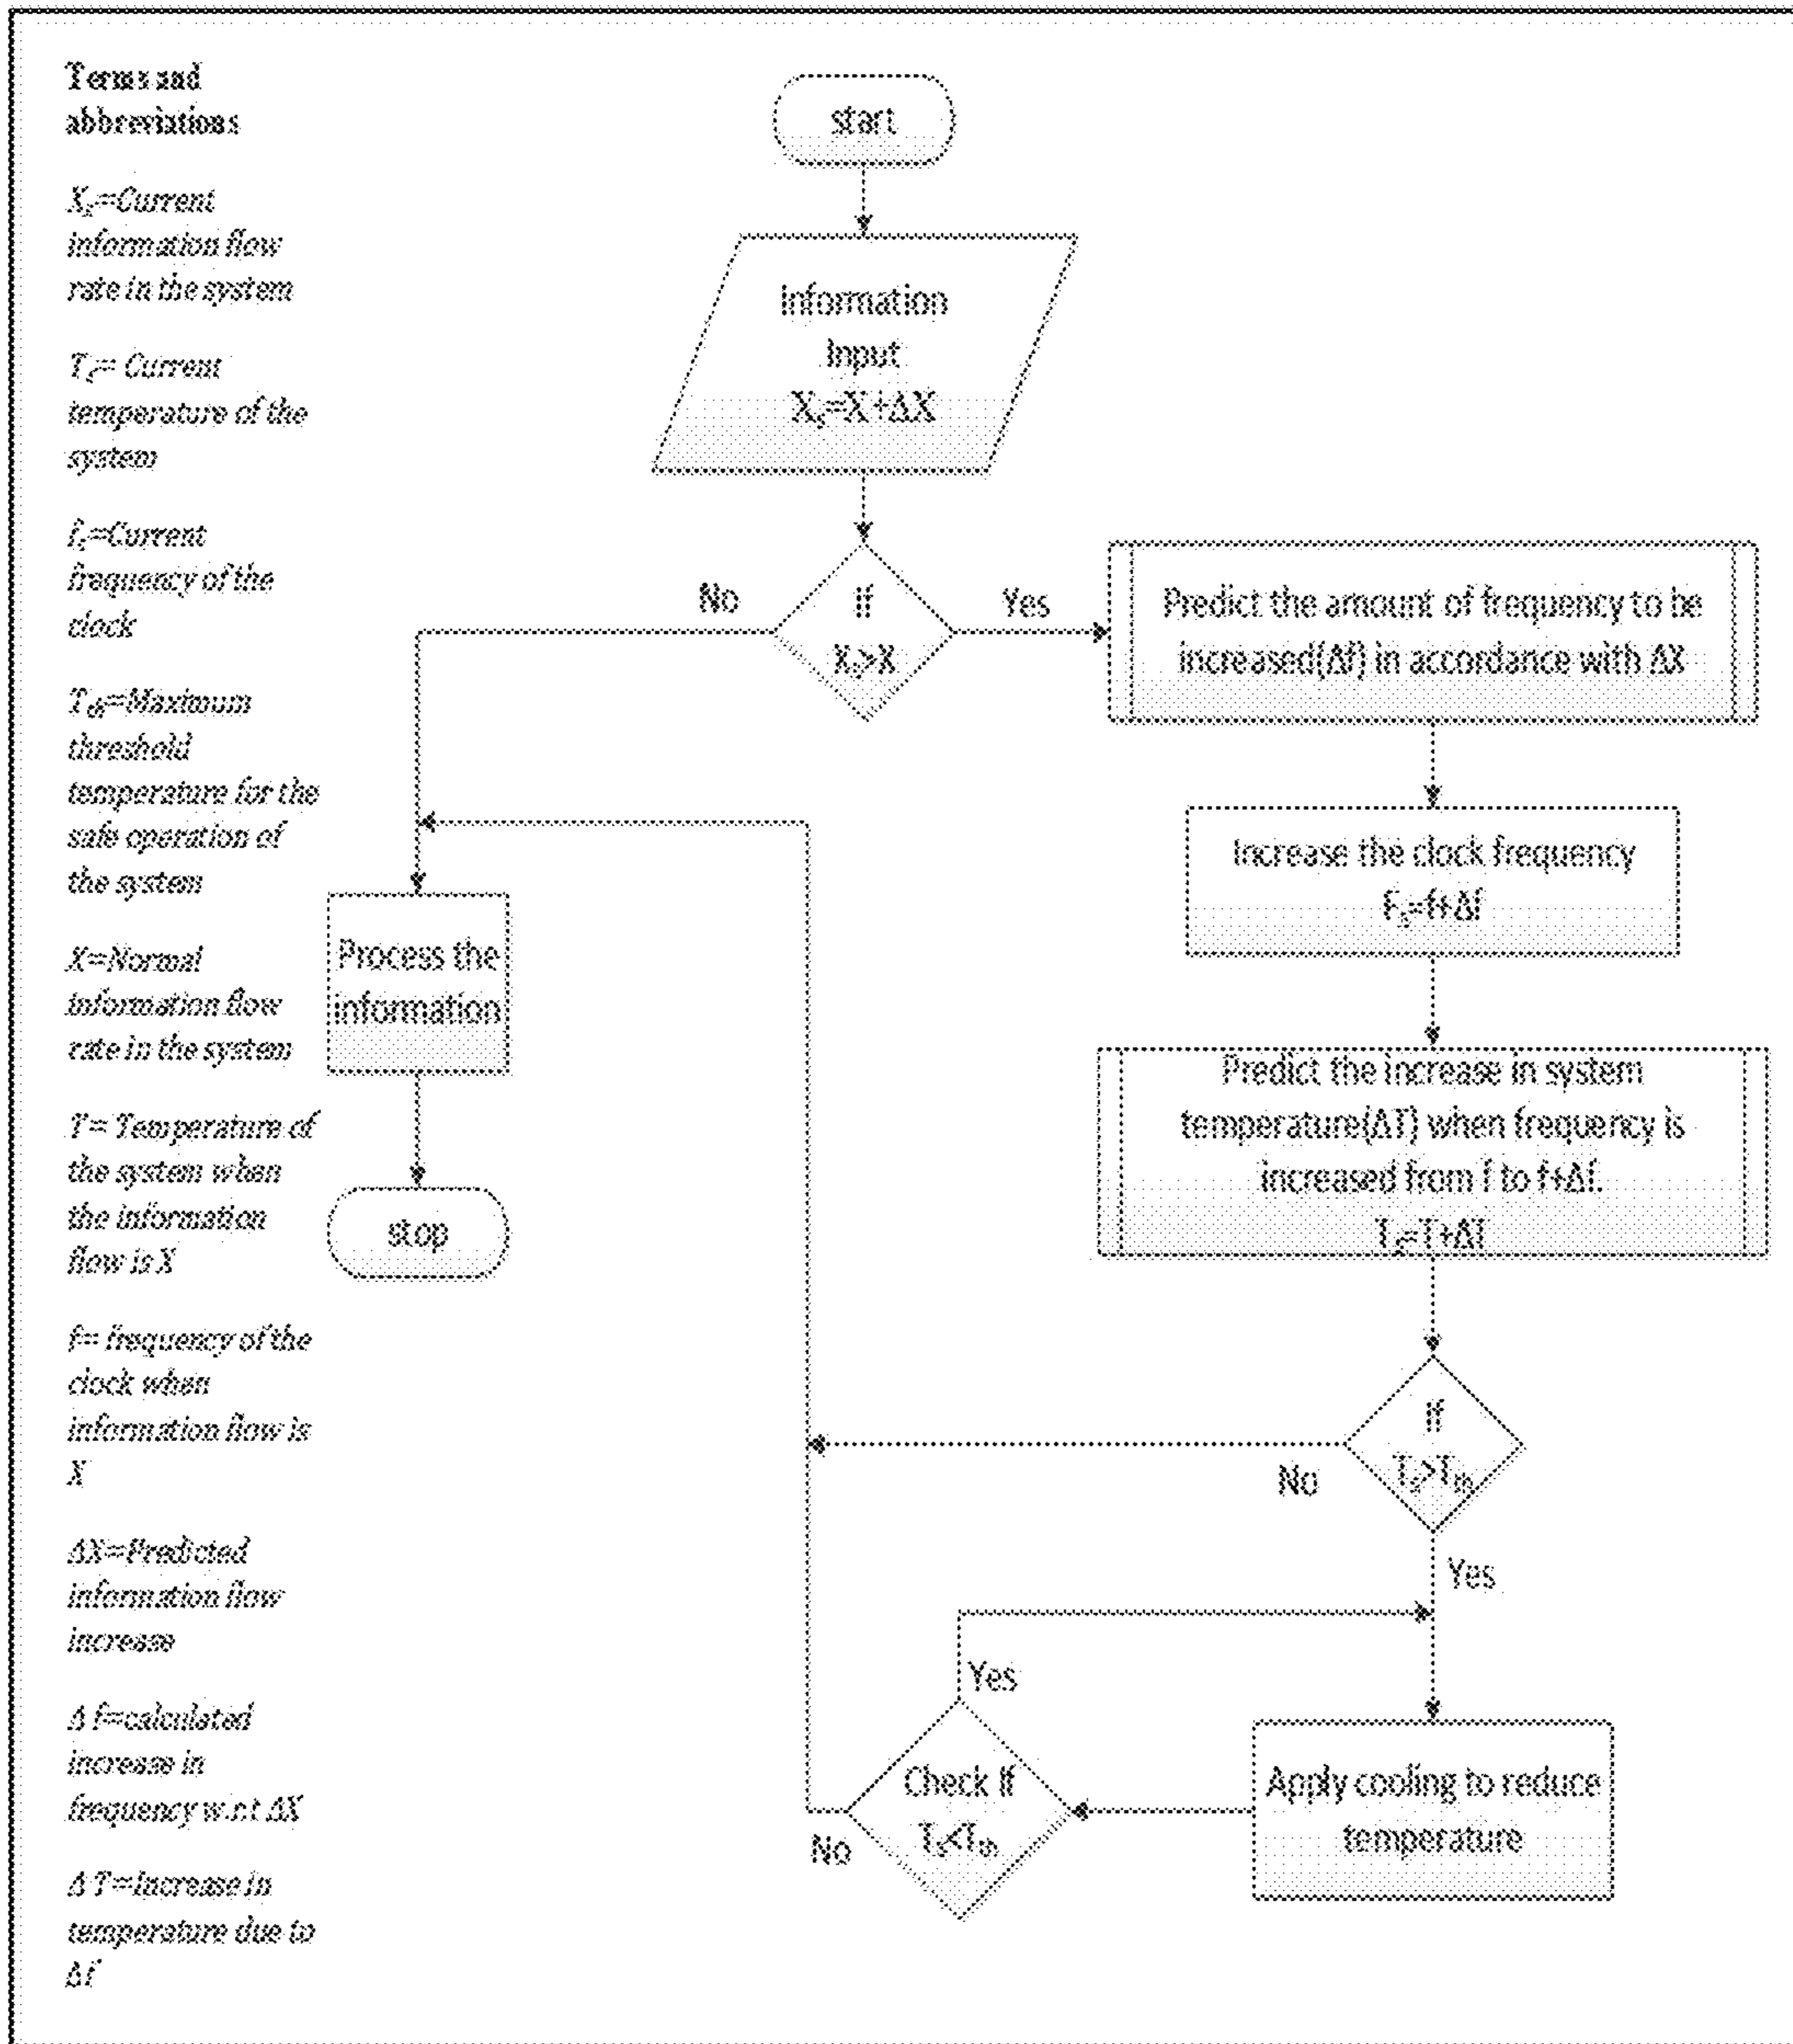 Terms and
abbreviations
Xc=Current
information flow
rate in the system
Tc= Current
temperature of the
system
fc=Current
frequency of the
clock
Tth=Maximum
threshold
temperature for the
safe operation of
the system
X=Normal
information flow
rate in the system
T= Temperature of
the system when
the information
flow is X
f= frequency of the
clock when
information flow is
X
ΔX=Predicted
information flow
increase
Δ f=calculated
increase in
frequency w.r.t ΔX
Δ T=Increase in
temperature due to
Δf
start
Information
Input
Xc=X+ΔX
If
Xc>X
No
Yes
Predict the amount of frequency to be
increased(Δf) in accordance with ΔX
Increase the clock frequency
Fc=f+Δf
Predict the increase in system
temperature(ΔT) when frequency is
increased from f to f+Δf.
Tc=T+ΔT
If
Tc>Tth
No
Yes
Apply cooling to reduce
temperature
Check If
Tc<Tth
Yes
No
Process the
information
stop